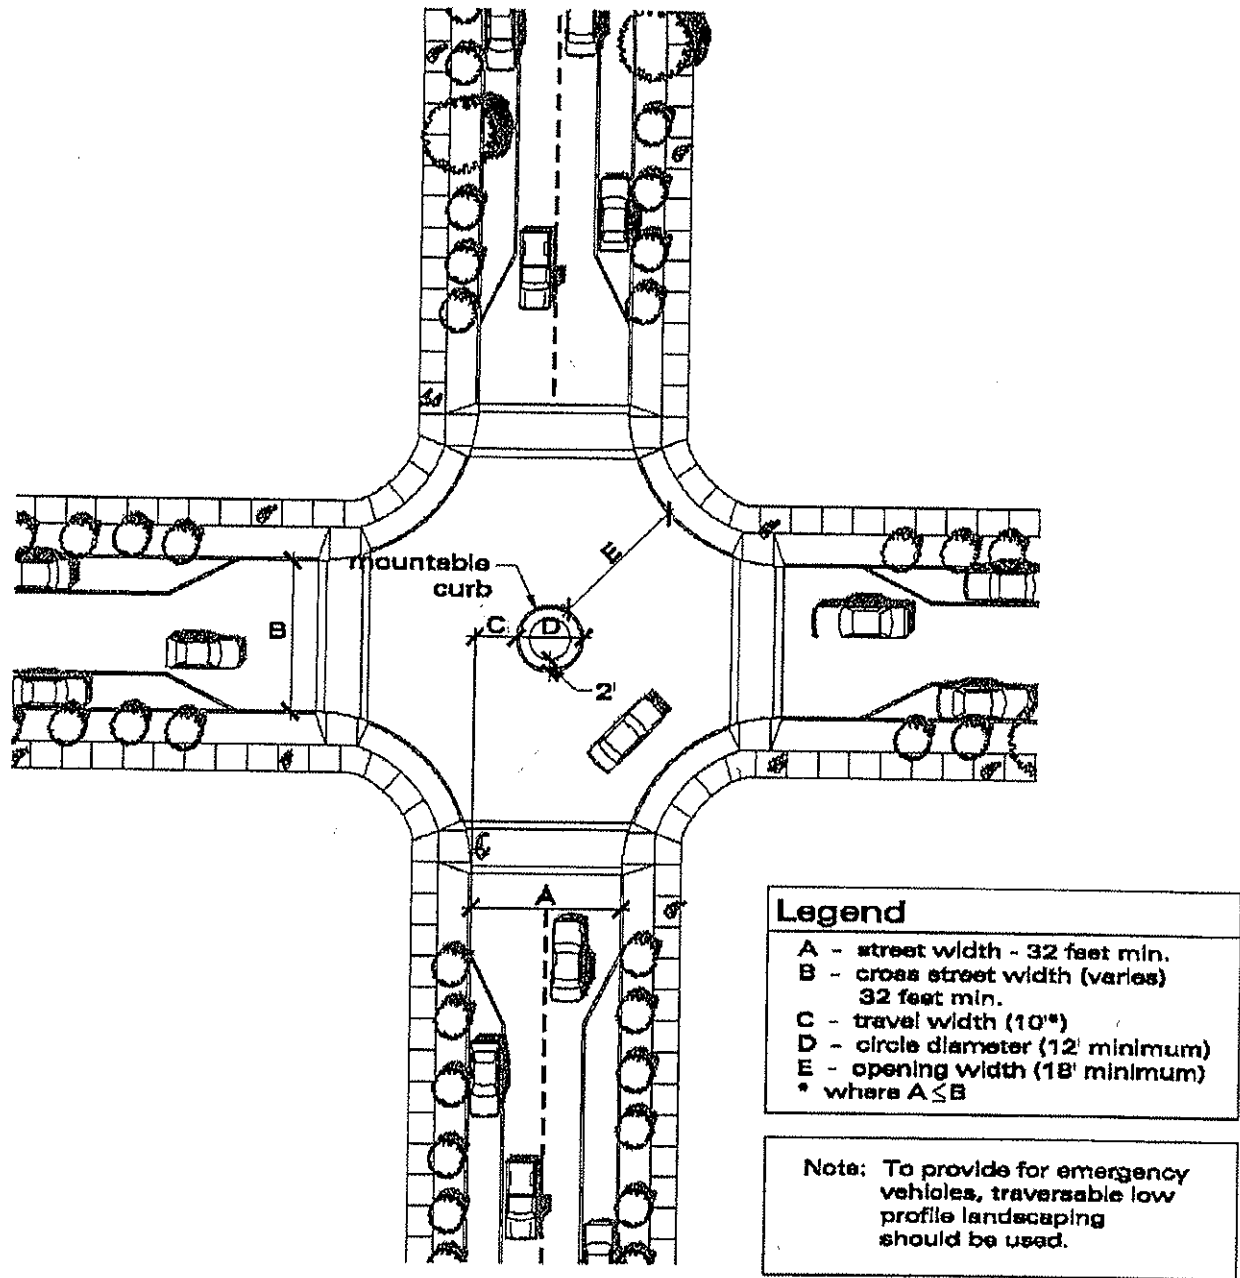 mountable
curb
E
B
C
D
2'
A
Legend
A - street width - 32 feet min.
B - cross street width (varies)
32 feet min.
C - travel width (10'*)
D - circle diameter (12' minimum)
E - opening width (18' minimum)
* where A ≤ B
Note: To provide for emergency
vehicles, traversable low
profile landscaping
should be used.